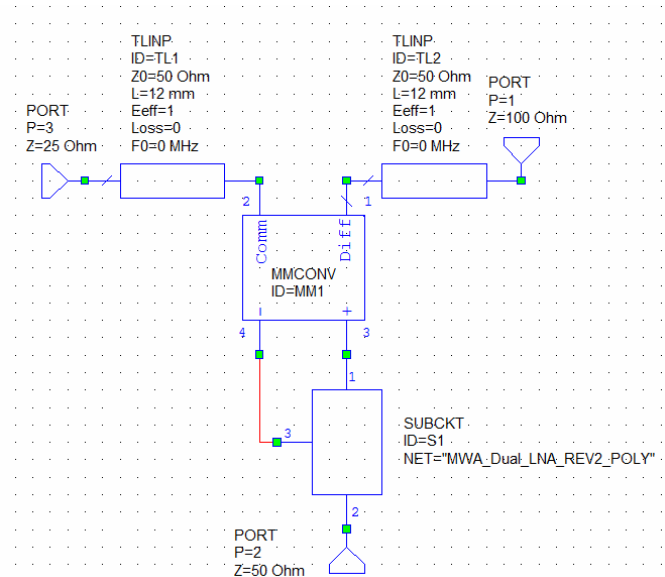 TLINP
ID=TL1
Z0=50 Ohm
L=12 mm
Eeff=1
Loss=0
F0=0 MHz
TLINP
ID=TL2
Z0=50 Ohm
L=12 mm
Eeff=1
Loss=0
F0=0 MHz
PORT
P=1
Z=100 Ohm
PORT
P=3
Z=25 Ohm
2
1
Comm
Diff
MMCONV
ID=MM1
-
+
4
3
1
3
SUBCKT
ID=S1
NET="MWA_Dual_LNA_REV2_POLY"
2
PORT
P=2
Z=50 Ohm